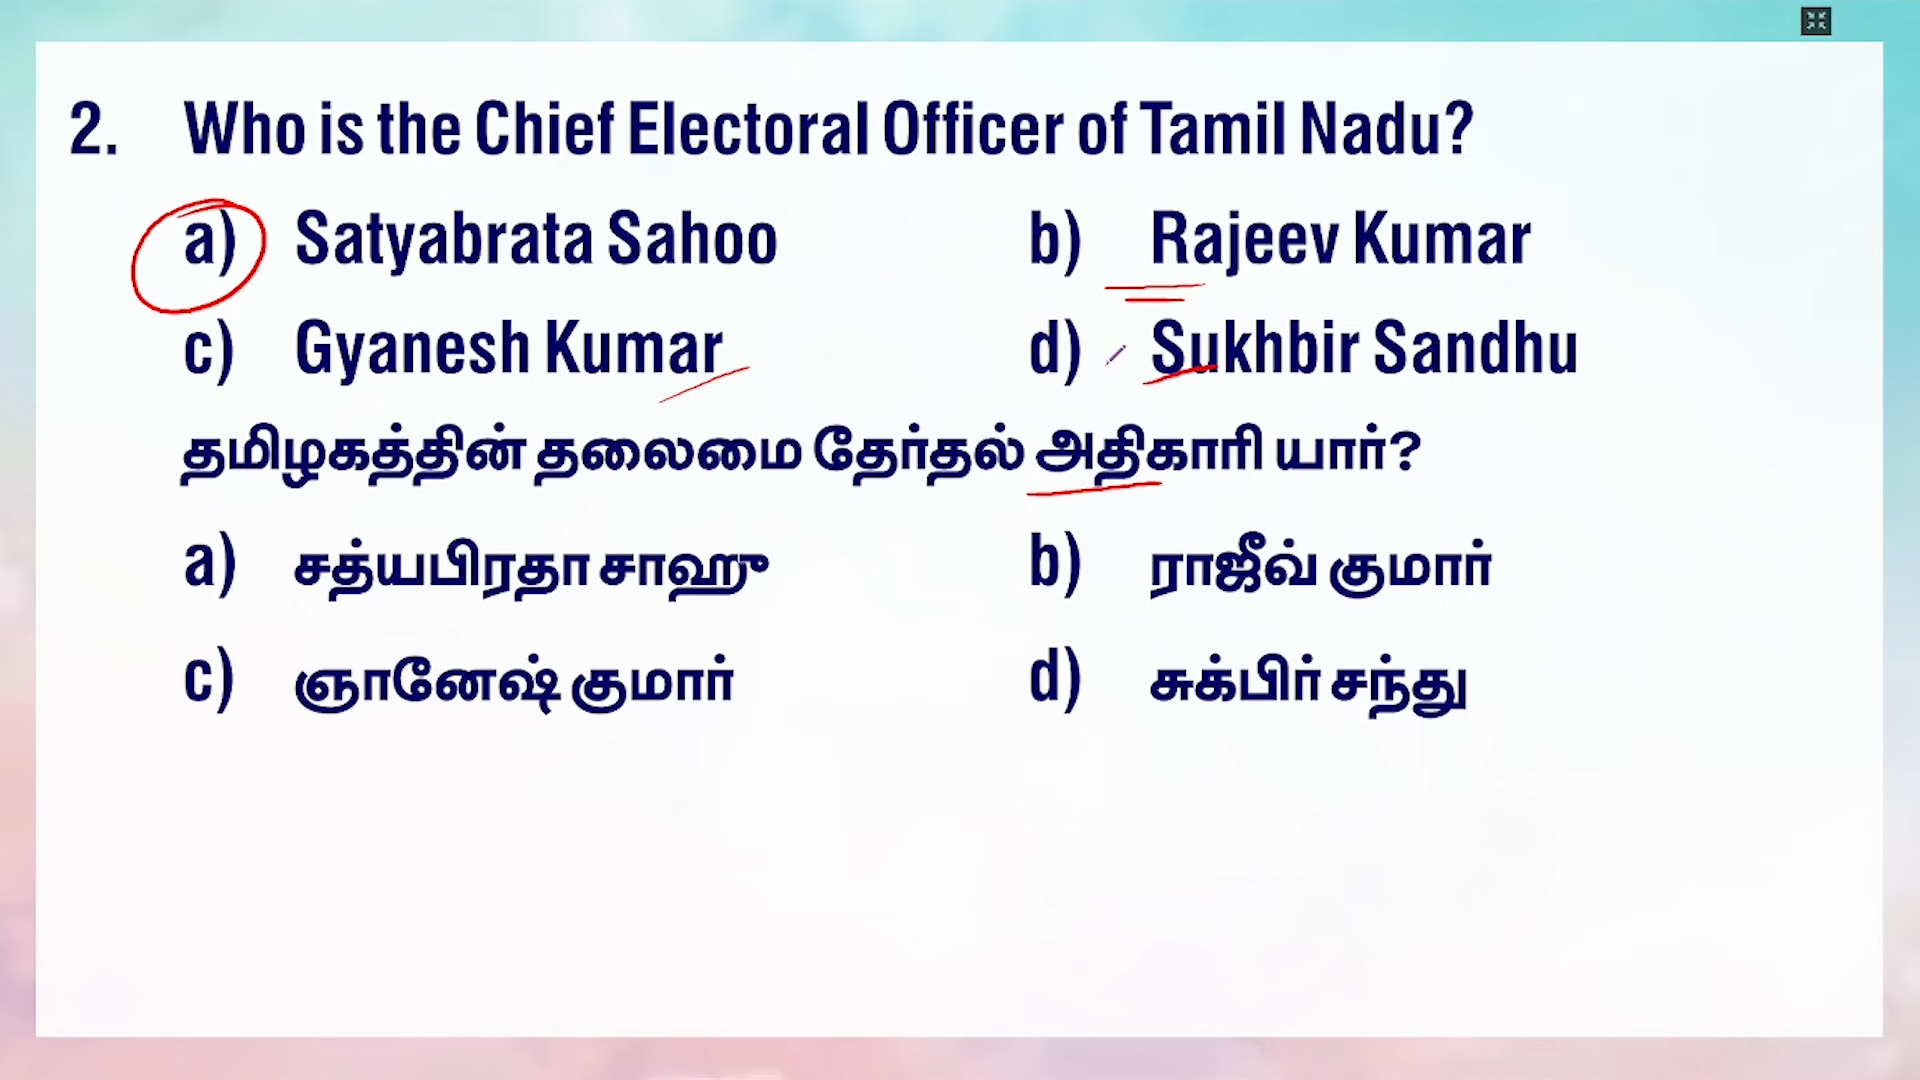 2. Who is the Chief Electoral Officer of Tamil Nadu?
a) Satyabrata Sahoo b) Rajeev Kumar
c) Gyanesh Kumar d) Sukhbir Sandhu
தமிழகத்தின் தலைமை தேர்தல் அதிகாரி யார்?
a) சத்யபிரதா சாஹு b) ராஜீவ் குமார்
c) ஞானேஷ் குமார் d) சுக்பிர் சந்து